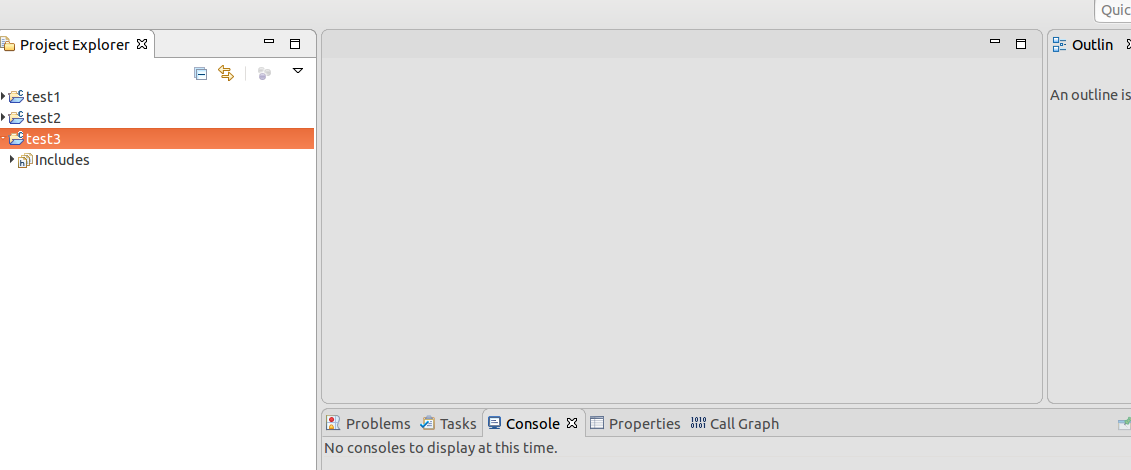 Quic
Project Explorer
Outlin
An outline is
test1
test2
test3
Includes
Problems
Tasks
Console
Properties
Call Graph
No consoles to display at this time.